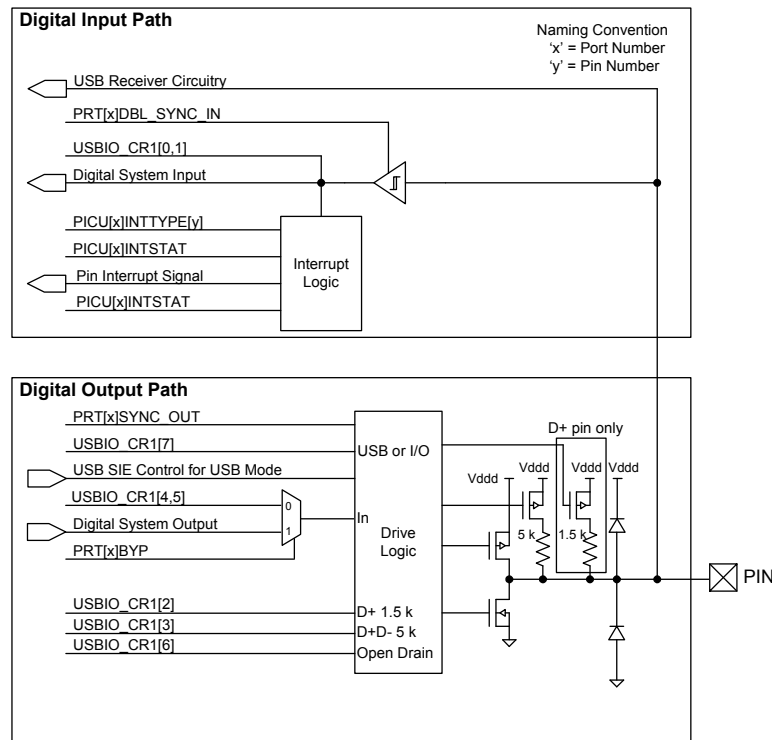 Digital Input Path
Naming Convention
‘x’ = Port Number
‘y’ = Pin Number
USB Receiver Circuitry
PRT[x]DBL_SYNC_IN
USBIO_CR1[0,1]
Digital System Input
PICU[x]INTTYPE[y]
PICU[x]INTSTAT
Pin Interrupt Signal
PICU[x]INTSTAT
Interrupt
Logic
Digital Output Path
PRT[x]SYNC_OUT
USBIO_CR1[7]
USB SIE Control for USB Mode
USBIO_CR1[4,5]
Digital System Output
PRT[x]BYP
0
1
USB or I/O
In
Drive
Logic
D+ pin only
Vddd
Vddd
Vddd
Vddd
5 k
1.5 k
PIN
USBIO_CR1[2]
USBIO_CR1[3]
USBIO_CR1[6]
D+ 1.5 k
D+D- 5 k
Open Drain